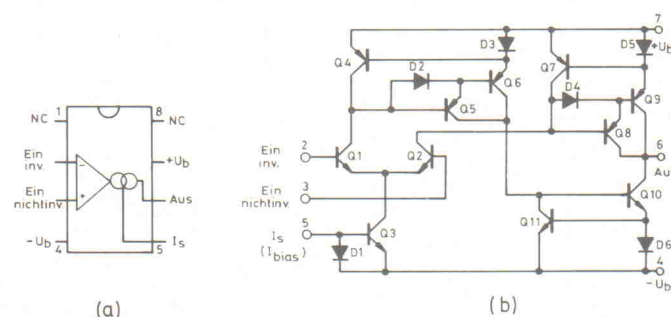 1
8
NC
NC
Ein
inv.
+Ub
Ein
nichtinv.
Aus
-Ub
Is
4
5
(a)
7
D3
D5
+Ub
Q4
Q7
D2
Q6
D4
Q9
Q5
Q8
Ein
inv.
2
Q1
Q2
6
Aus
Ein
nichtinv.
3
Q10
Q11
Is
(Ibias)
5
Q3
D1
D6
4
-Ub
(b)